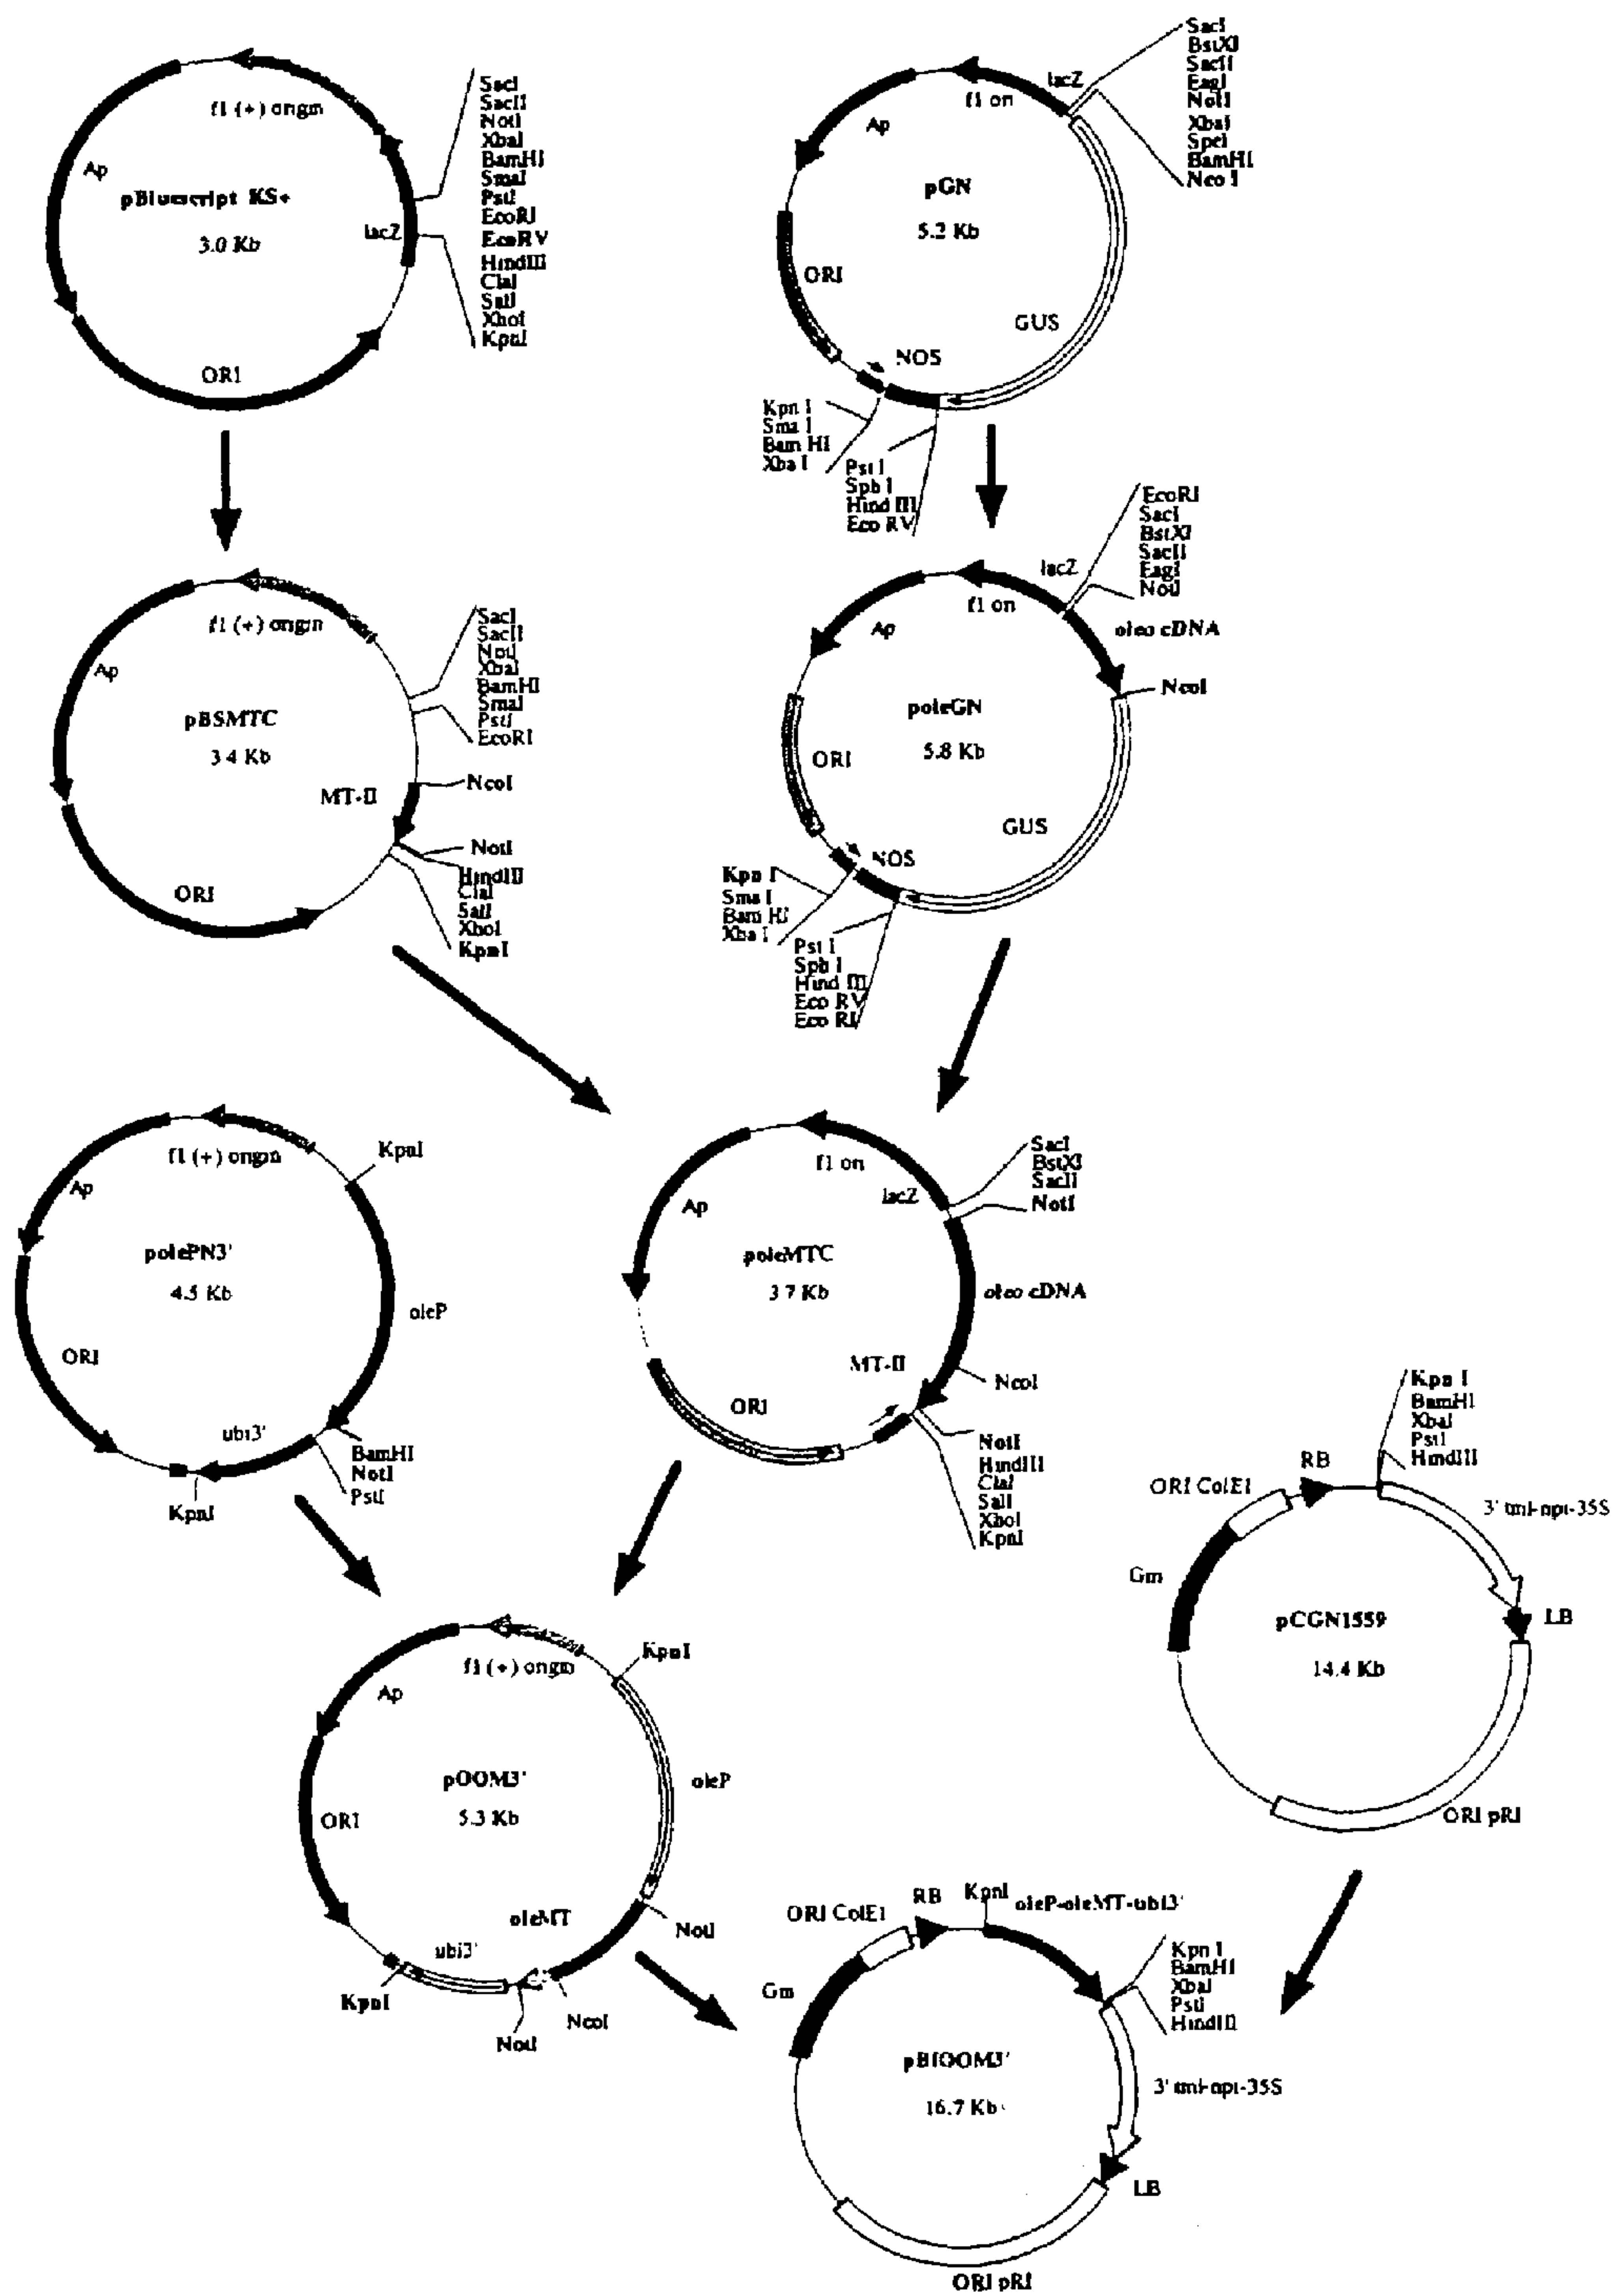 SacI
SacII
NotI
XbaI
BamHI
SmaI
PstI
EcoRI
EcoRV
HindIII
ClaI
SalI
XhoI
KpnI
f1 (+) origin
Ap
pBluescript KS+
3.0 Kb
lacZ
ORI
SacI
BstXI
SacII
EagI
NotI
XbaI
SpeI
BamHI
Nco I
lacZ
f1 ori
Ap
pGN
5.2 Kb
ORI
GUS
NOS
Kpn I
Sma I
Bam HI
Xba I
Pst I
Sph I
Hind III
Eco RV
f1 (+) origin
Ap
pBSMTC
3.4 Kb
MT-II
ORI
SacI
SacII
NotI
XbaI
BamHI
SmaI
PstI
EcoRI
NcoI
NotI
HindIII
ClaI
SalI
XhoI
KpnI
EcoRI
SacI
BstXI
SacII
EagI
NotI
lacZ
f1 ori
oleo cDNA
Ap
NcoI
poleGN
5.8 Kb
ORI
GUS
NOS
Kpn I
Sma I
Bam HI
Xba I
Pst I
Sph I
Hind III
Eco RV
Eco RI
f1 (+) origin
KpnI
Ap
polePN3'
4.5 Kb
oleP
ORI
ubi3'
BamHI
NotI
PstI
KpnI
f1 ori
lacZ
SacI
BstXI
SacII
NotI
Ap
poleMTC
3.7 Kb
oleo cDNA
MT-II
NcoI
ORI
NotI
HindIII
ClaI
SalI
XhoI
KpnI
Kpn I
BamHI
XbaI
PstI
HindIII
RB
ORI ColE1
3' tml-npt-35S
Gm
pCGN1559
14.4 Kb
LB
ORI pRI
f1 (+) origin
KpnI
Ap
pOOM3'
5.3 Kb
oleP
ORI
oleMT
ubi3'
NotI
KpnI
NcoI
NotI
RB
KpnI
oleP-oleMT-ubi3'
ORI ColE1
Kpn I
BamHI
XbaI
PstI
HindIII
Gm
pBIOOM3'
16.7 Kb
3' tml-npt-35S
LB
ORI pRI